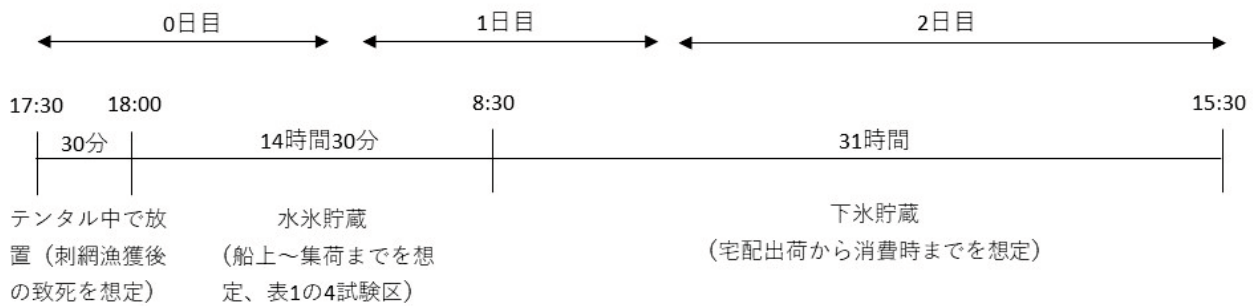 0日目 1日目 2日目
17:30 18:00 8:30 15:30
30分 14時間30分 31時間
テンタル中で放
置（刺網漁獲後
の致死を想定）
水氷貯蔵
（船上～集荷までを想
定、表1の4試験区）
下氷貯蔵
（宅配出荷から消費時までを想定）